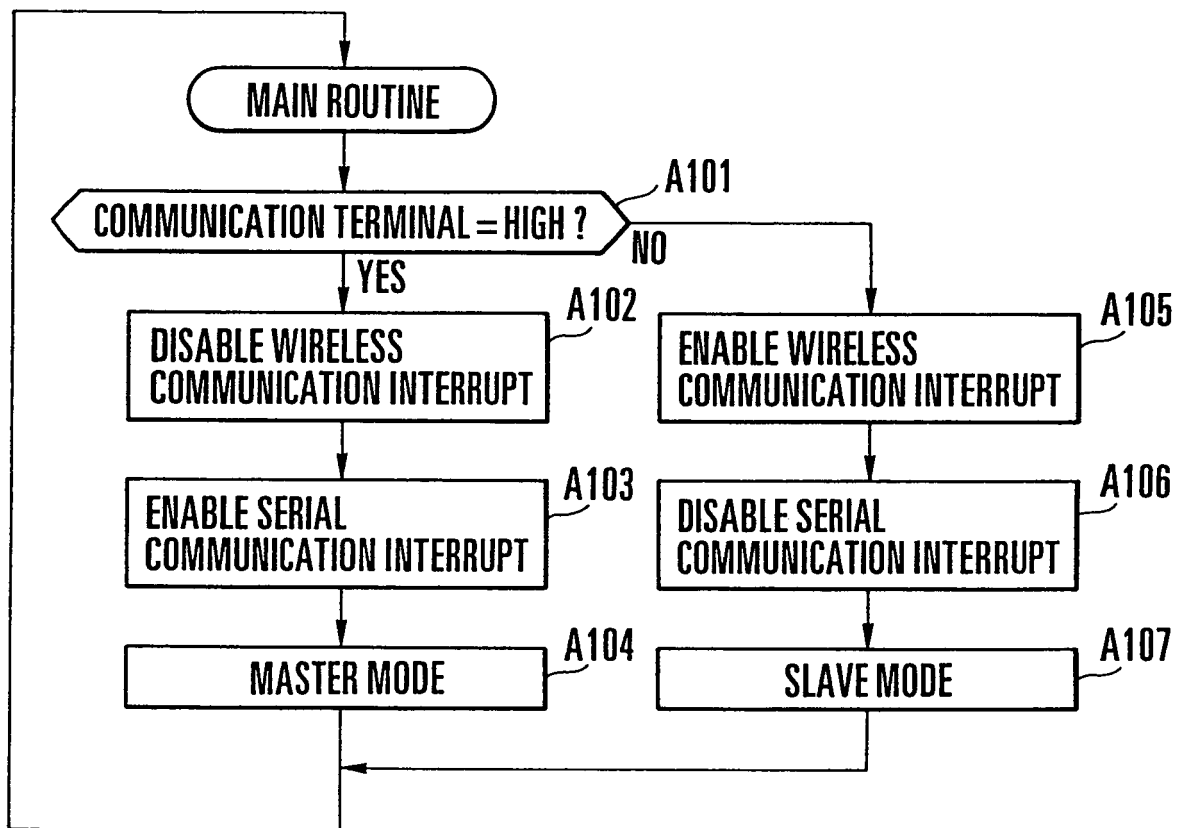 MAIN ROUTINE
A101
COMMUNICATION TERMINAL = HIGH ?
NO
YES
A102
DISABLE WIRELESS
COMMUNICATION INTERRUPT
A103
ENABLE SERIAL
COMMUNICATION INTERRUPT
A104
MASTER MODE
A105
ENABLE WIRELESS
COMMUNICATION INTERRUPT
A106
DISABLE SERIAL
COMMUNICATION INTERRUPT
A107
SLAVE MODE